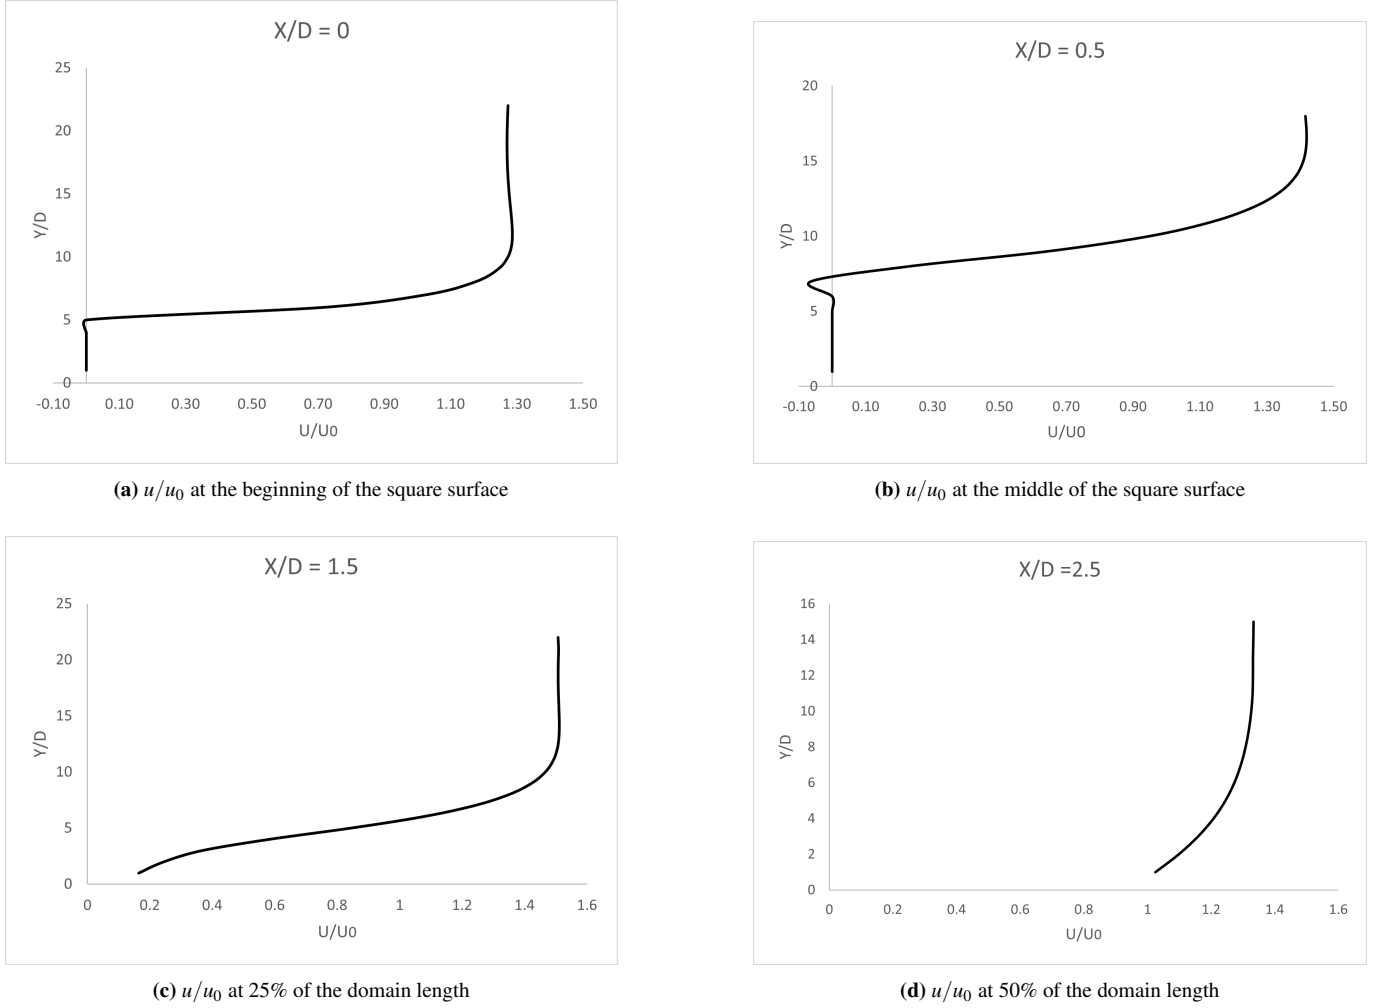 X/D = 0
25
20
15
10
5
0
Y/D
-0.10 0.10 0.30 0.50 0.70 0.90 1.10 1.30 1.50
U/U0
(a) u/u0 at the beginning of the square surface
X/D = 0.5
20
15
10
5
0
Y/D
-0.10 0.10 0.30 0.50 0.70 0.90 1.10 1.30 1.50
U/U0
(b) u/u0 at the middle of the square surface
X/D = 1.5
25
20
15
10
5
0
Y/D
0 0.2 0.4 0.6 0.8 1 1.2 1.4 1.6
U/U0
(c) u/u0 at 25% of the domain length
X/D =2.5
16
14
12
10
8
6
4
2
0
Y/D
0 0.2 0.4 0.6 0.8 1 1.2 1.4 1.6
U/U0
(d) u/u0 at 50% of the domain length